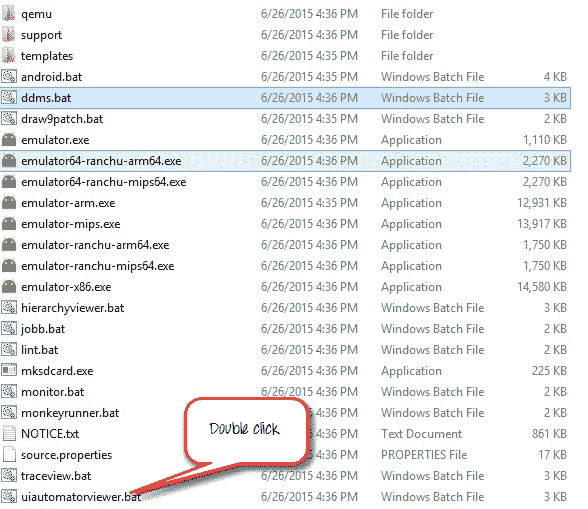 qemu 6/26/2015 4:36 PM File folder
support 6/26/2015 4:36 PM File folder
templates 6/26/2015 4:35 PM File folder
android.bat 6/26/2015 4:35 PM Windows Batch File 4 KB
ddms.bat 6/26/2015 4:36 PM Windows Batch File 3 KB
draw9patch.bat 6/26/2015 4:35 PM Windows Batch File 2 KB
emulator.exe 6/26/2015 4:36 PM Application 1,110 KB
emulator64-ranchu-arm64.exe 6/26/2015 4:36 PM Application 2,270 KB
emulator64-ranchu-mips64.exe 6/26/2015 4:36 PM Application 2,270 KB
emulator-arm.exe 6/26/2015 4:35 PM Application 12,931 KB
emulator-mips.exe 6/26/2015 4:36 PM Application 13,917 KB
emulator-ranchu-arm64.exe 6/26/2015 4:36 PM Application 1,750 KB
emulator-ranchu-mips64.exe 6/26/2015 4:36 PM Application 1,750 KB
emulator-x86.exe 6/26/2015 4:36 PM Application 14,580 KB
hierarchyviewer.bat 6/26/2015 4:36 PM Windows Batch File 3 KB
jobb.bat 6/26/2015 4:36 PM Windows Batch File 2 KB
lint.bat 6/26/2015 4:36 PM Windows Batch File 2 KB
mksdcard.exe 6/26/2015 4:36 PM Application 225 KB
monitor.bat 6/26/2015 4:36 PM Windows Batch File 2 KB
monkeyrunner.bat 6/26/2015 4:36 PM Windows Batch File 2 KB
Double click
NOTICE.txt Text Document 861 KB
source.properties PROPERTIES File 17 KB
traceview.bat 6/26/2015 4:36 PM Windows Batch File 2 KB
uiautomatorviewer.bat 6/26/2015 4:36 PM Windows Batch File 3 KB